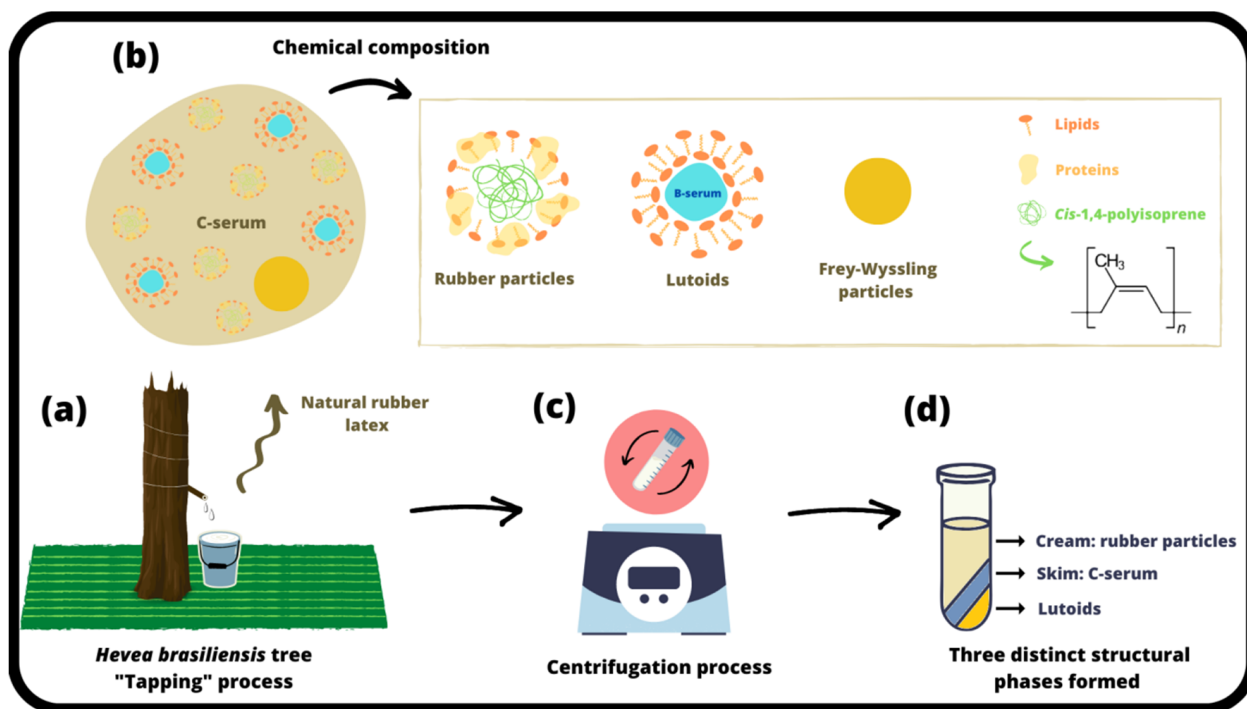 (b)
Chemical composition
C-serum
B-serum
Rubber particles
Lutoids
Frey-Wyssling
particles
Lipids
Proteins
Cis-1,4-polyisoprene
CH3
n
(a)
Natural rubber
latex
Hevea brasiliensis tree
"Tapping" process
(c)
Centrifugation process
(d)
Cream: rubber particles
Skim: C-serum
Lutoids
Three distinct structural
phases formed